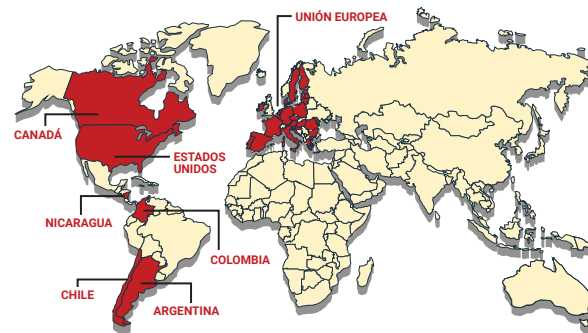 UNIÓN EUROPEA
CANADÁ
ESTADOS
UNIDOS
NICARAGUA
COLOMBIA
CHILE
ARGENTINA